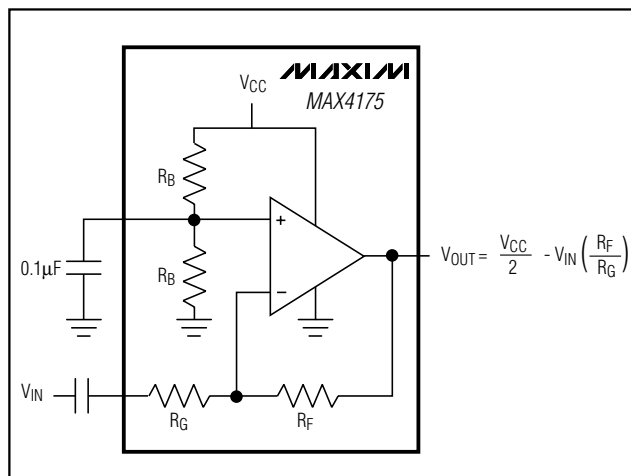 MAXIM
MAX4175
VCC
RB
+
0.1µF
RB
−
VOUT = VCC/2 - VIN (RF/RG)
VIN
RG
RF